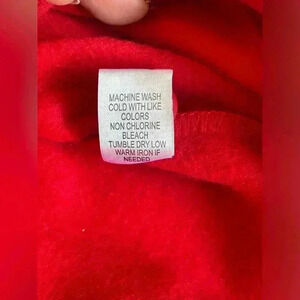 MACHINE WASH
COLD WITH LIKE
COLORS
NON CHLORINE
BLEACH
TUMBLE DRY LOW
WARM IRON IF
NEEDED